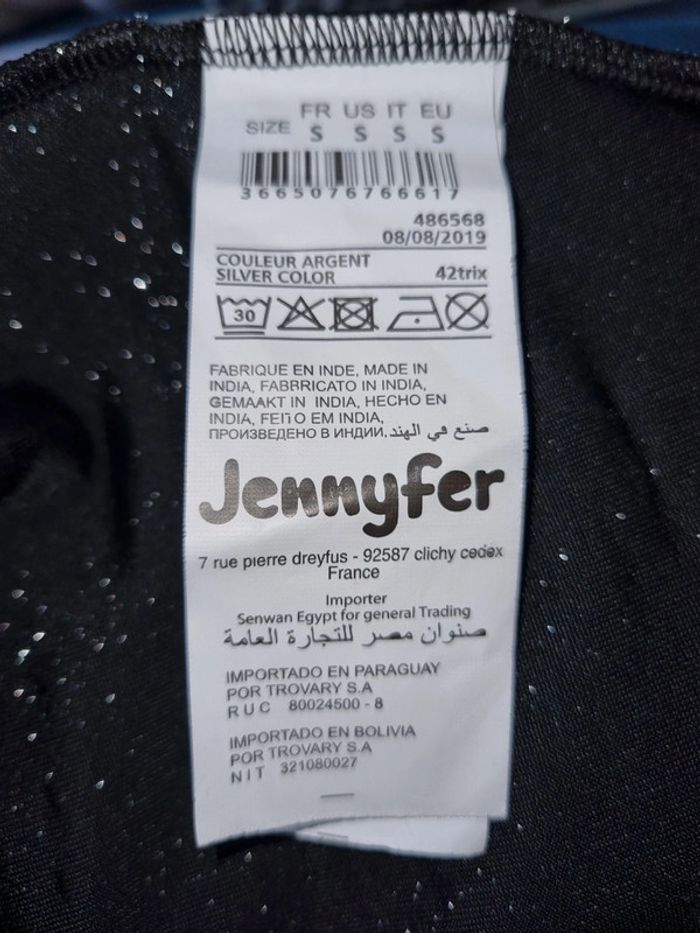 FR US IT EU
SIZE S S S S
3665076766617
486568
08/08/2019
COULEUR ARGENT
SILVER COLOR 42trix
30
FABRIQUE EN INDE, MADE IN
INDIA, FABBRICATO IN INDIA,
GEMAAKT IN INDIA, HECHO EN
INDIA, FEITO EM INDIA,
ПРОИЗВЕДЕНО В ИНДИИ. صنع في الهند
Jennyfer
7 rue pierre dreyfus - 92587 clichy cedex
France
Importer
Senwan Egypt for general Trading
صنوان مصر للتجارة العامة
IMPORTADO EN PARAGUAY
POR TROVARY S.A
RUC 80024500 - 8
IMPORTADO EN BOLIVIA
POR TROVARY S.A
NIT 321080027